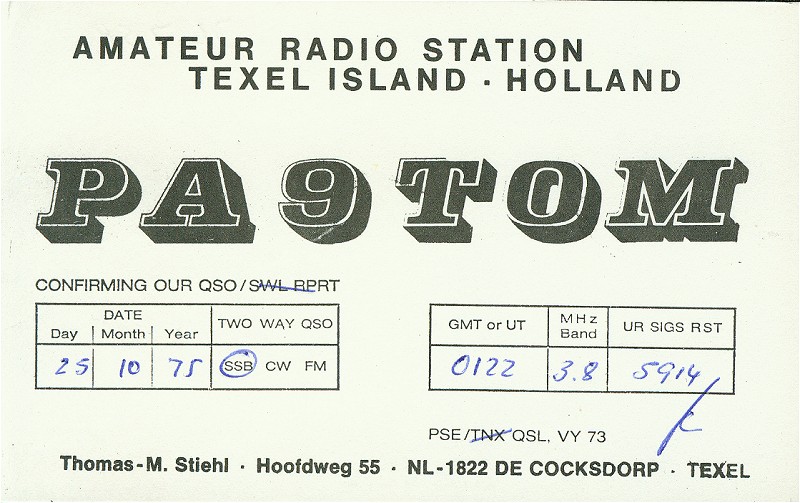 AMATEUR RADIO STATION
TEXEL ISLAND · HOLLAND
PA9TOM
CONFIRMING OUR QSO/SWL RPRT
DATE
Day Month Year TWO WAY QSO
25 10 75 SSB CW FM
GMT or UT MHz Band UR SIGS RST
0122 3.8 5914
PSE/TNX QSL, VY 73
Thomas-M. Stiehl · Hoofdweg 55 · NL-1822 DE COCKSDORP · TEXEL